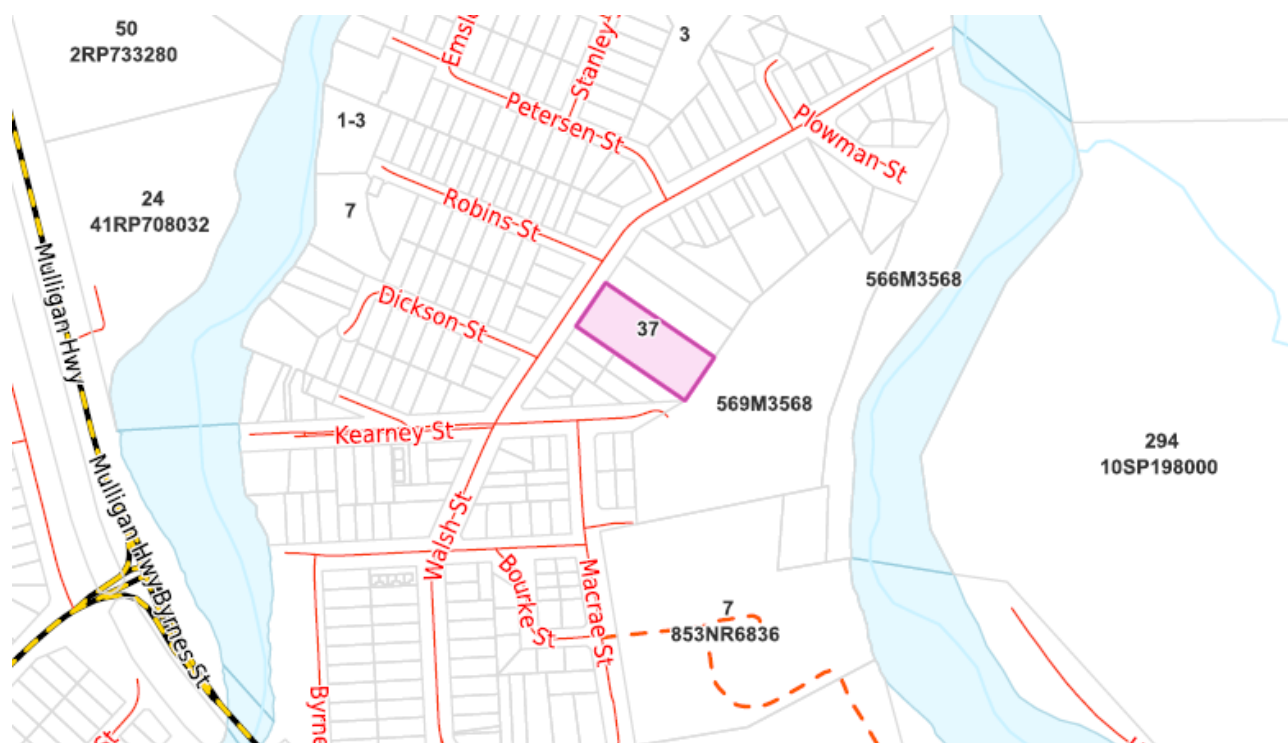 50
2RP733280
Emsl
Stanley
3
Petersen St
1-3
Plowman St
24
41RP708032
Robins St
7
Mulligan Hwy
566M3568
Dickson St
37
569M3568
Kearney St
294
10SP198000
Mulligan Hwy
Walsh St
Bourke St
Macrae St
Byrnes St
7
853NR6836
Byrne
St